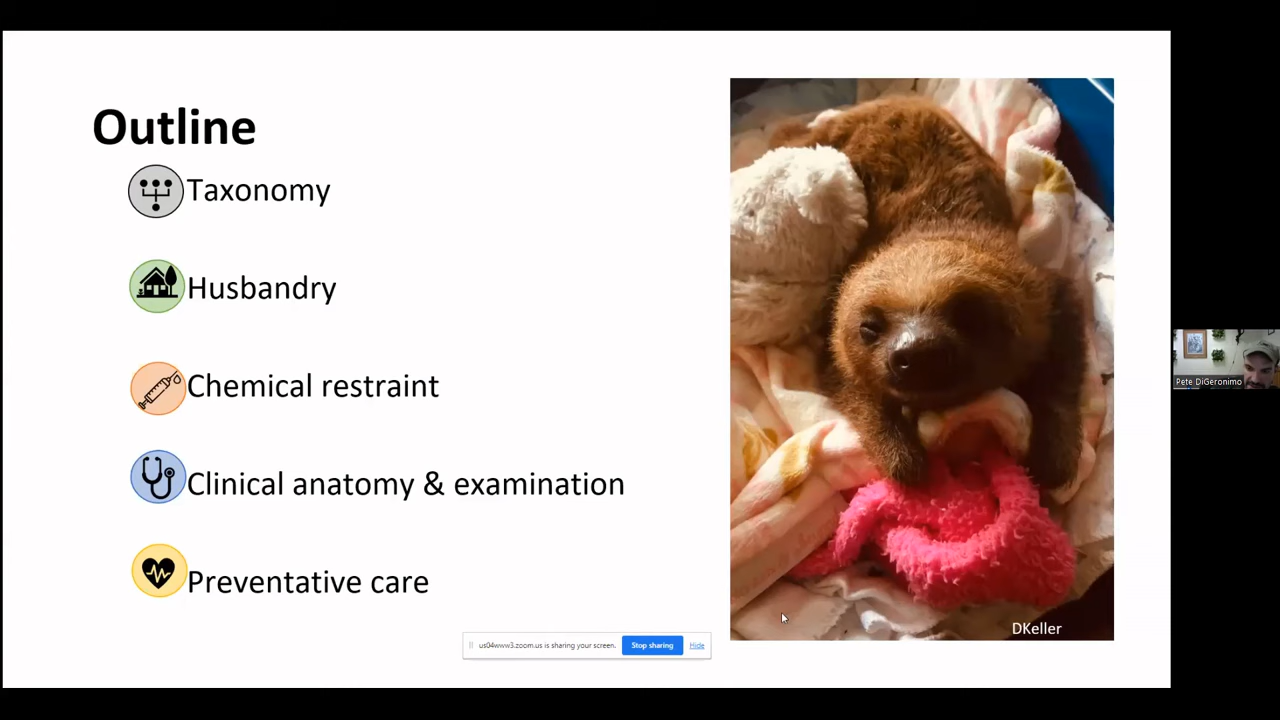 Outline
Taxonomy
Husbandry
Chemical restraint
Clinical anatomy & examination
Preventative care
DKeller
us04www3.zoom.us is sharing your screen.
Stop sharing
Hide
Pete DiGeronimo